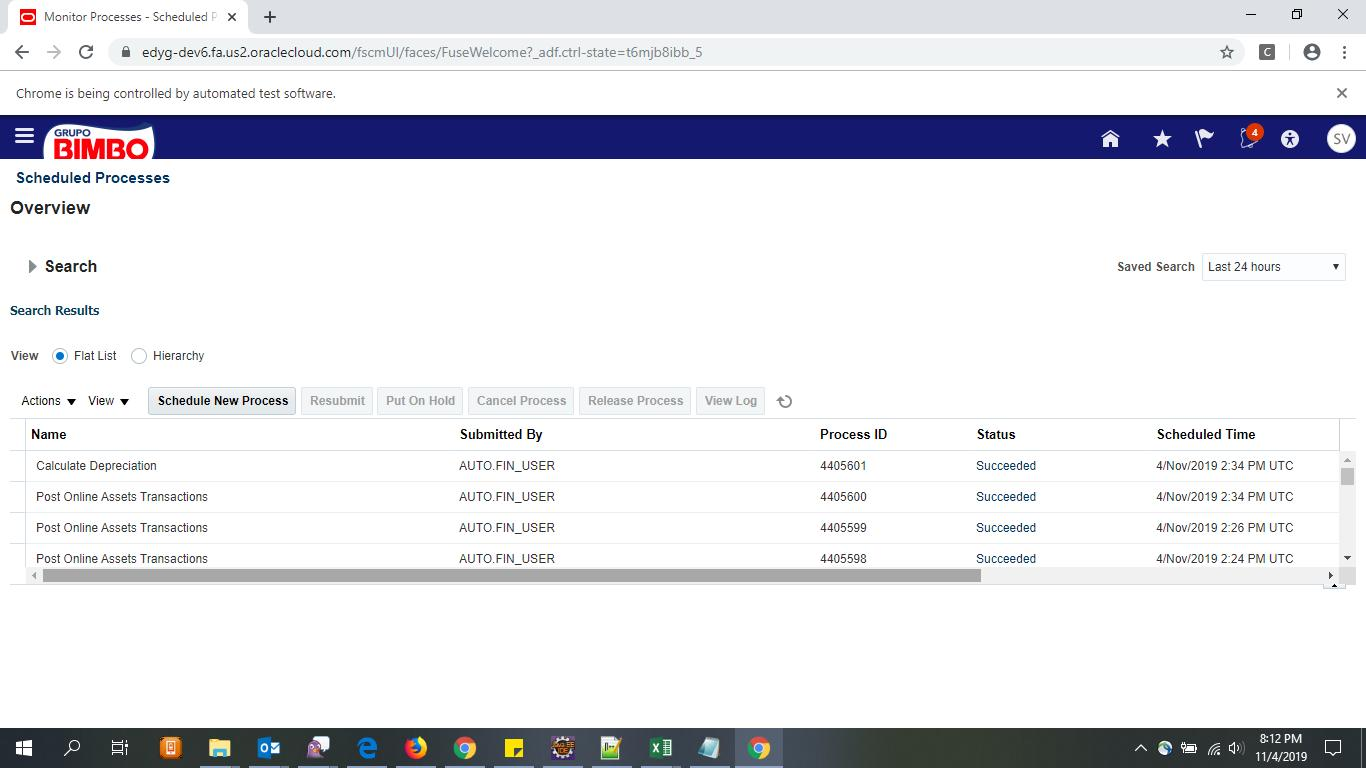 Monitor Processes - Scheduled P
edyg-dev6.fa.us2.oraclecloud.com/fscmUI/faces/FuseWelcome?_adf.ctrl-state=t6mjb8ibb_5
C
Chrome is being controlled by automated test software.
GRUPO
BIMBO
4
SV
Scheduled Processes
Overview
Search
Saved Search Last 24 hours
Search Results
View Flat List Hierarchy
Actions View Schedule New Process Resubmit Put On Hold Cancel Process Release Process View Log
Name Submitted By Process ID Status Scheduled Time
Calculate Depreciation AUTO.FIN_USER 4405601 Succeeded 4/Nov/2019 2:34 PM UTC
Post Online Assets Transactions AUTO.FIN_USER 4405600 Succeeded 4/Nov/2019 2:34 PM UTC
Post Online Assets Transactions AUTO.FIN_USER 4405599 Succeeded 4/Nov/2019 2:26 PM UTC
Post Online Assets Transactions AUTO.FIN_USER 4405598 Succeeded 4/Nov/2019 2:24 PM UTC
8:12 PM
11/4/2019